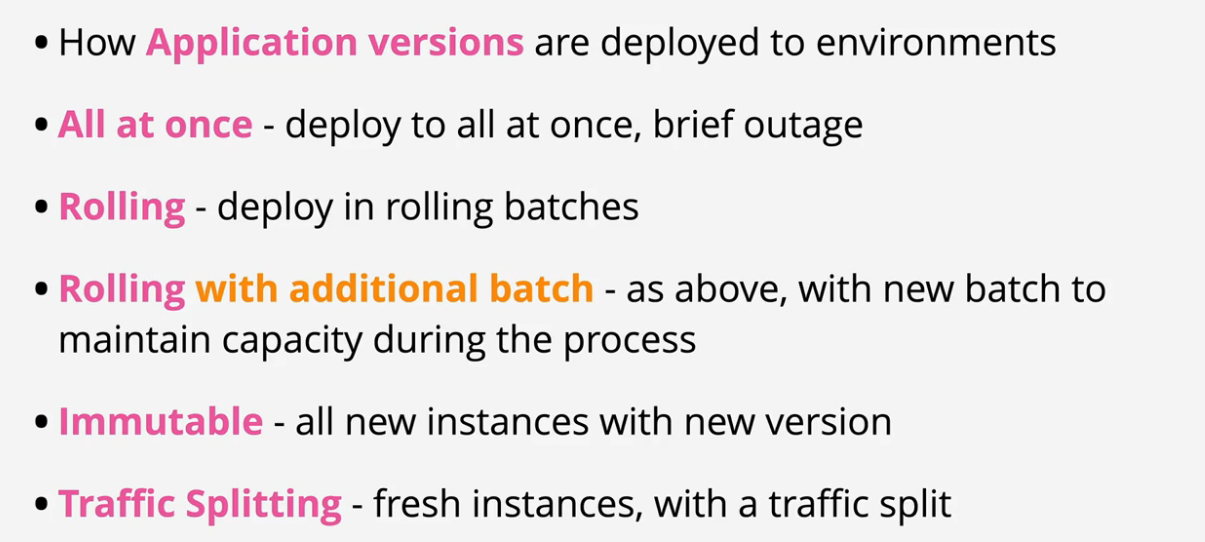 • How Application versions are deployed to environments
• All at once - deploy to all at once, brief outage
• Rolling - deploy in rolling batches
• Rolling with additional batch - as above, with new batch to
maintain capacity during the process
• Immutable - all new instances with new version
• Traffic Splitting - fresh instances, with a traffic split